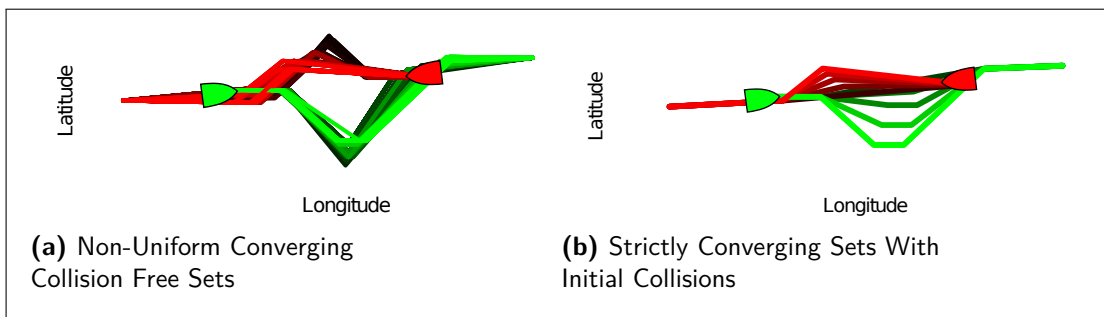 Latitude
Longitude
(a) Non-Uniform Converging
Collision Free Sets
Latitude
Longitude
(b) Strictly Converging Sets With
Initial Collisions